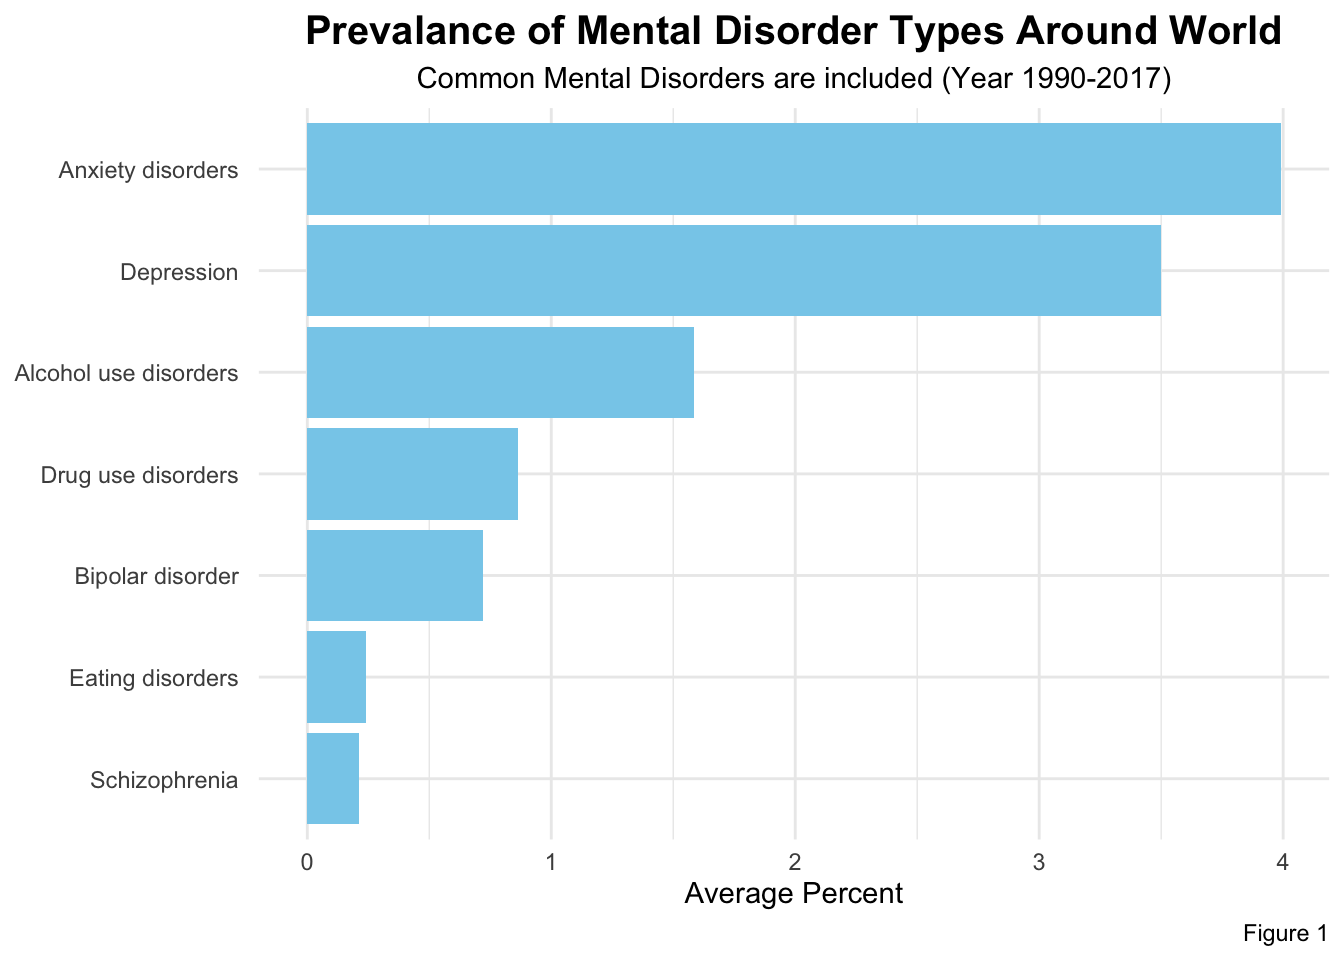 Prevalance of Mental Disorder Types Around World
Common Mental Disorders are included (Year 1990-2017)
Anxiety disorders
Depression
Alcohol use disorders
Drug use disorders
Bipolar disorder
Eating disorders
Schizophrenia
0 1 2 3 4
Average Percent
Figure 1